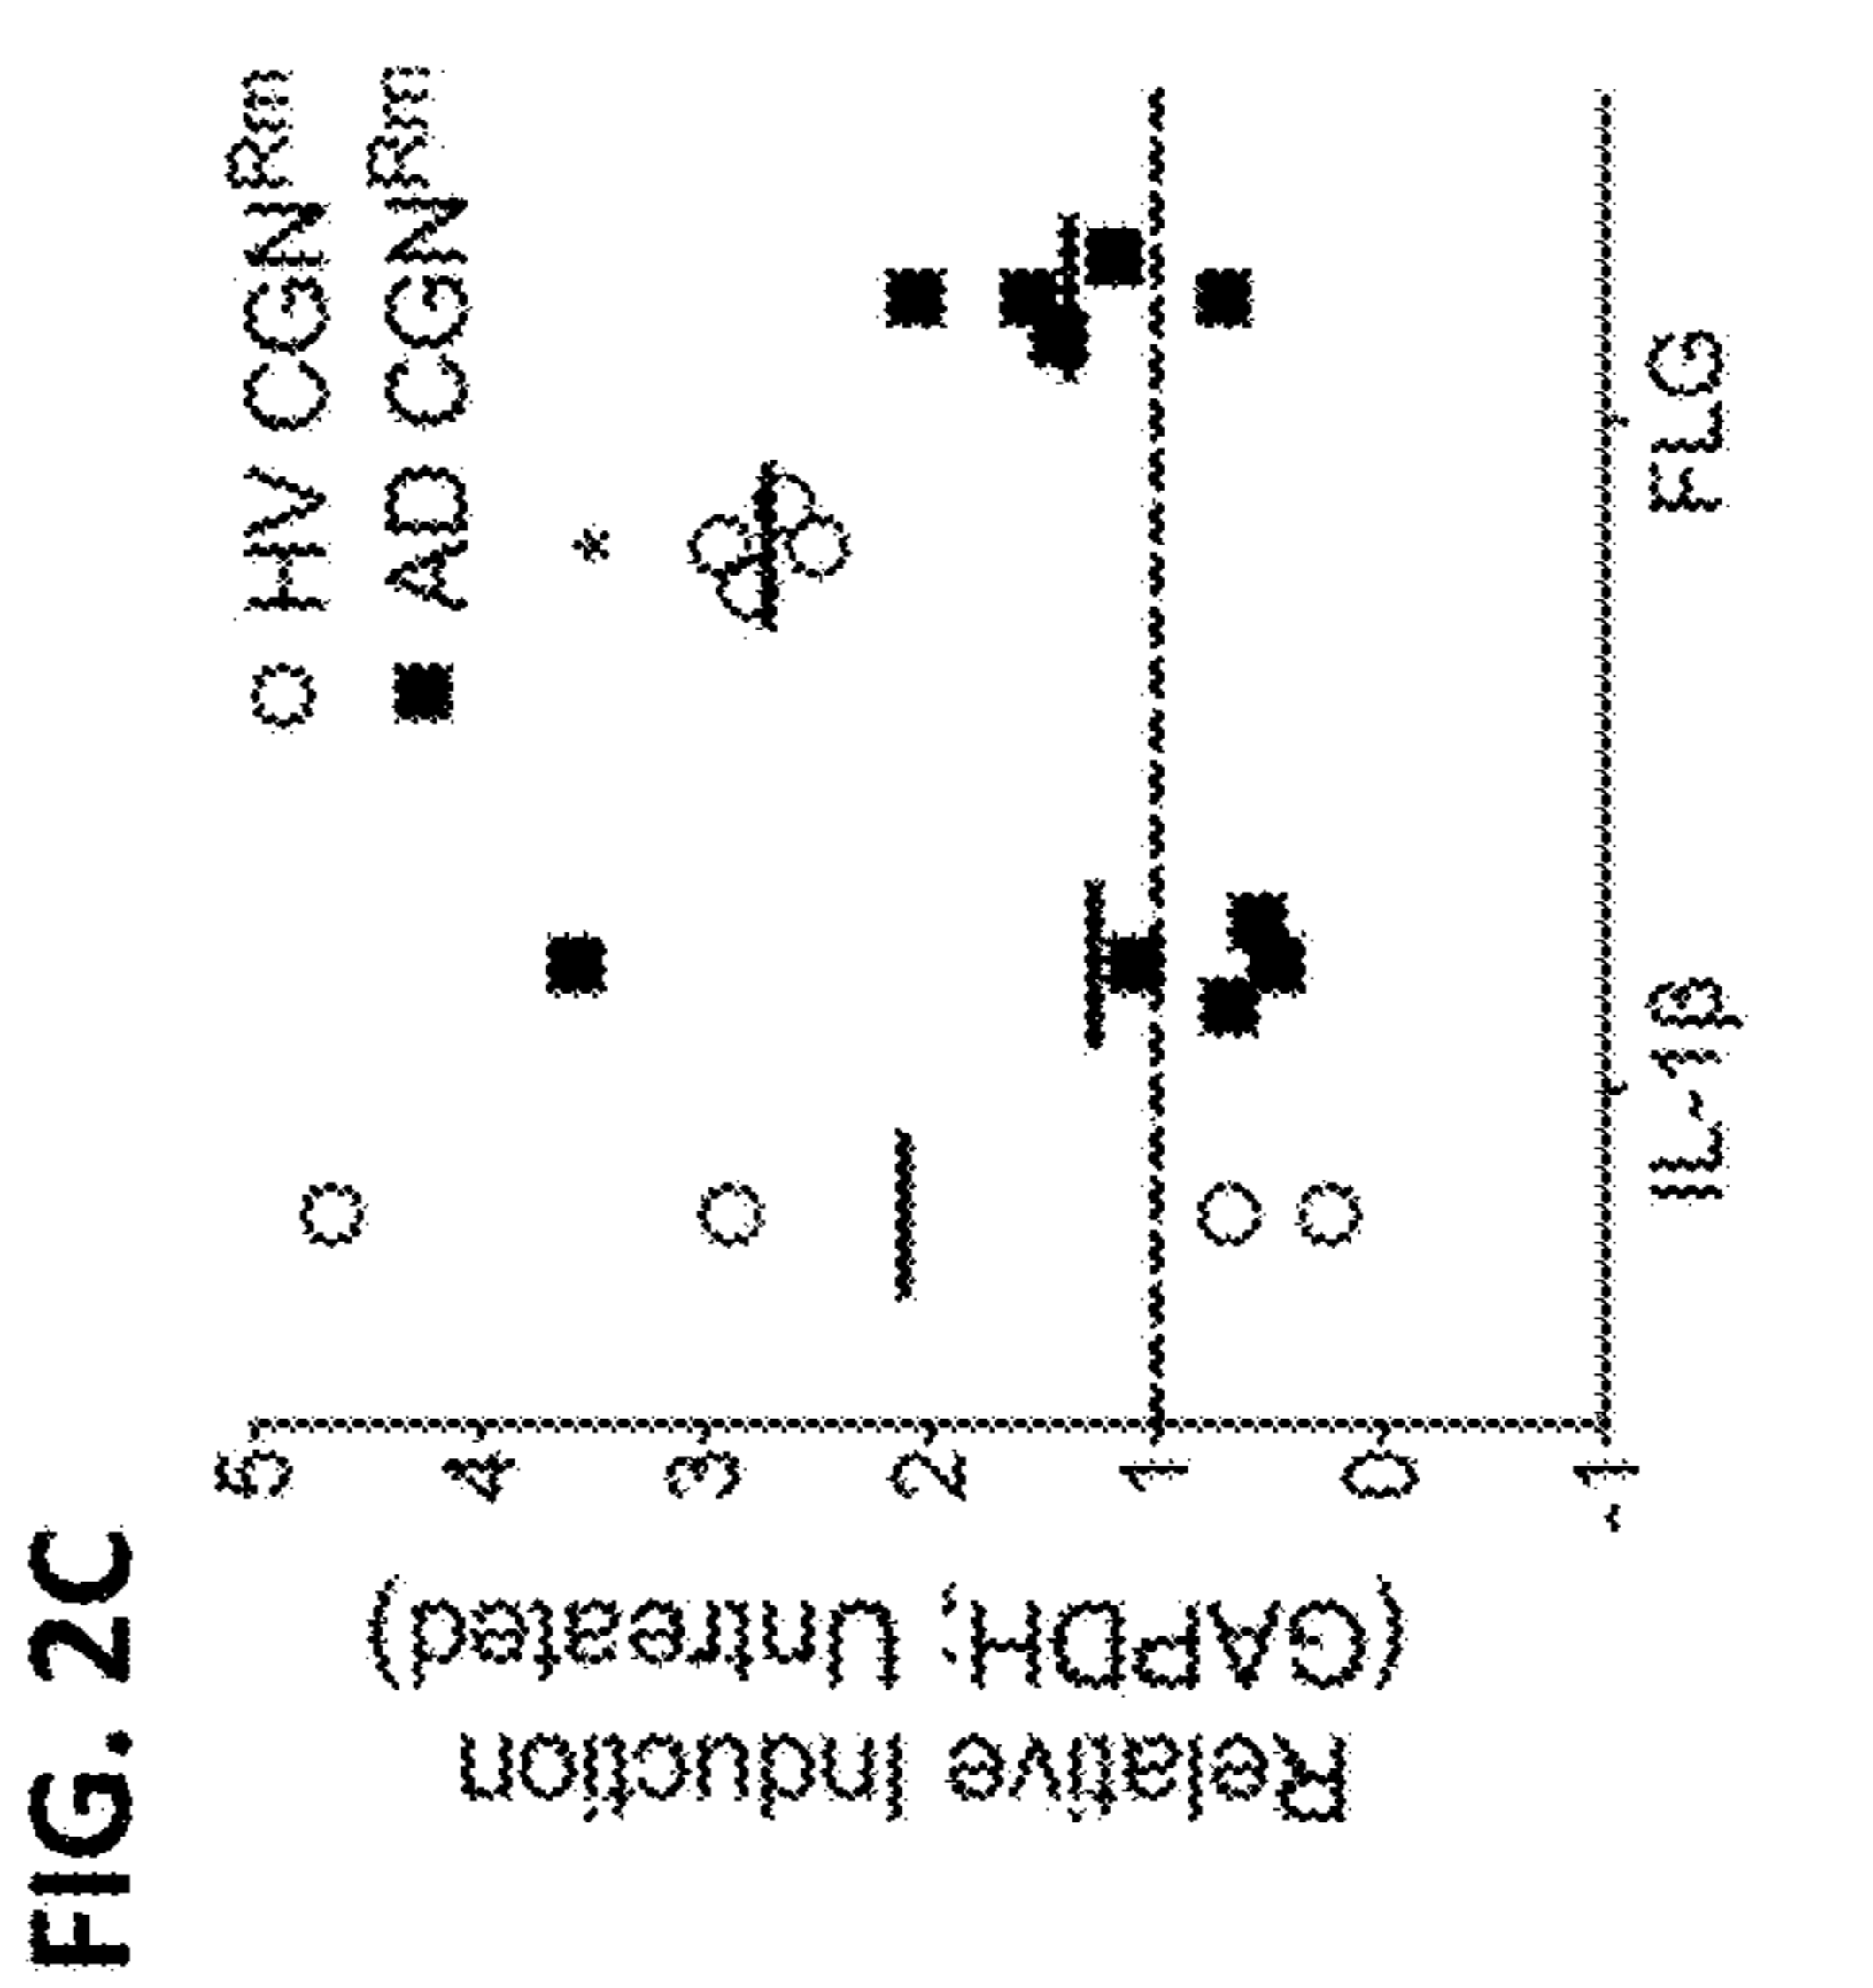 FIG. 2C
HV CGN Rm
AD CGN Rm
*
Relative induction
(GAPDH, untreated)
5
4
3
2
1
0
-1
IL-1β
FLG